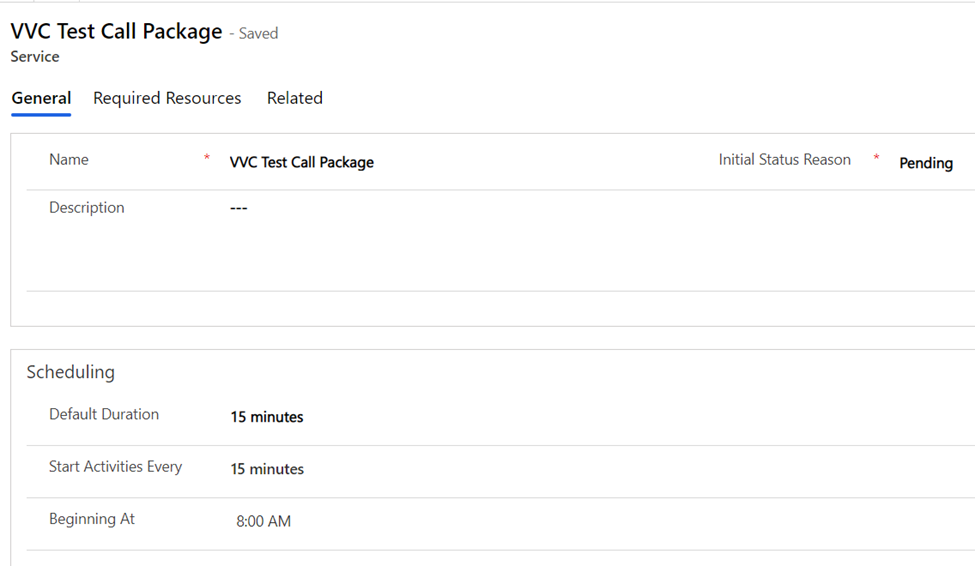 VVC Test Call Package - Saved
Service
General Required Resources Related
Name * VVC Test Call Package Initial Status Reason * Pending
Description ---
Scheduling
Default Duration 15 minutes
Start Activities Every 15 minutes
Beginning At 8:00 AM